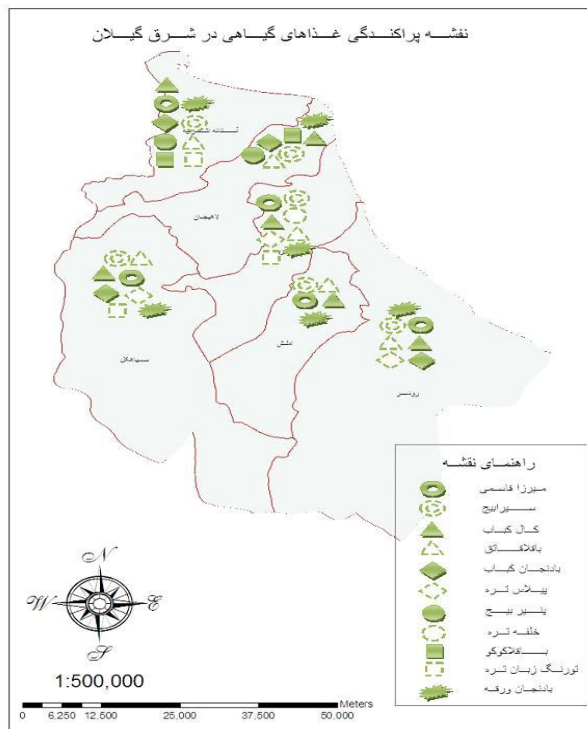 نقشه پراکندگی غذاهای گیاهی در شرق گیلان
لاهیجان
املش
سیاهکل
رودسر
راهنمای نقشه
میرزا قاسمی
سیرابیج
کال کباب
باقلاقاتق
بادنجان کباب
پیلاس تره
پنیر بیج
خلفه تره
باقلاکوکو
تورنگ زبان تره
بادنجان ورقه
N
W E
S
1:500,000
Meters
0 6,250 12,500 25,000 37,500 50,000